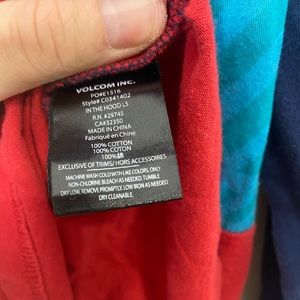 VOLCOM INC.
PO#E1516
Style# C0341402
IN THE HOOD LS
R.N. #29745
CA#32350
MADE IN CHINA
Fabriqué en Chine
100% COTTON
100% COTON
100%棉
EXCLUSIVE OF TRIMS/HORS ACCESSOIRES
MACHINE WASH COLD WITH LIKE COLORS, ONLY
NON-CHLORINE BLEACH AS NEEDED, TUMBLE
DRY LOW, REMOVE PROMPTLY, LOW IRON AS NEEDED
DRY CLEANABLE.